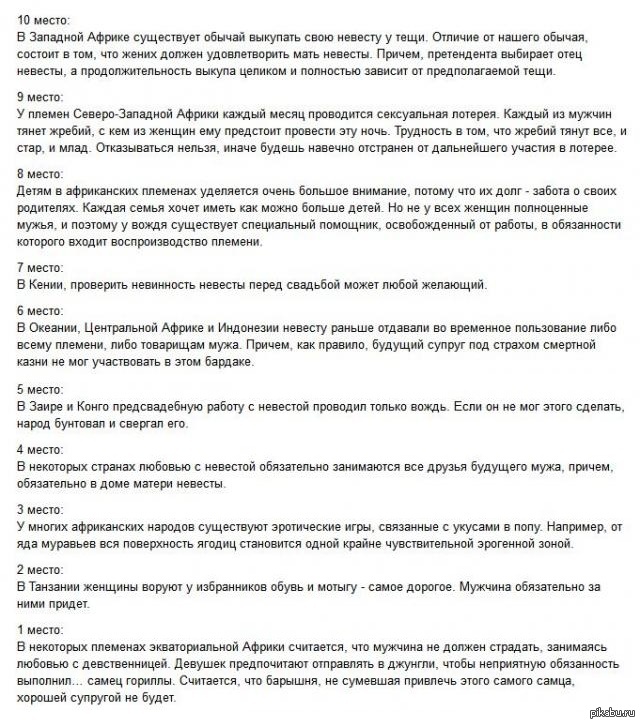 10 место:
В Западной Африке существует обычай выкупать свою невесту у тещи. Отличие от нашего обычая,
состоит в том, что жених должен удовлетворить мать невесты. Причем, претендента выбирает отец
невесты, а продолжительность выкупа целиком и полностью зависит от предполагаемой тещи.
9 место:
У племен Северо-Западной Африки каждый месяц проводится сексуальная лотерея. Каждый из мужчин
тянет жребий, с кем из женщин ему предстоит провести эту ночь. Трудность в том, что жребий тянут все, и
стар, и млад. Отказываться нельзя, иначе будешь навечно отстранен от дальнейшего участия в лотерее.
8 место:
Детям в африканских племенах уделяется очень большое внимание, потому что их долг - забота о своих
родителях. Каждая семья хочет иметь как можно больше детей. Но не у всех женщин полноценные
мужья, и поэтому у вождя существует специальный помощник, освобожденный от работы, в обязанности
которого входит воспроизводство племени.
7 место:
В Кении, проверить невинность невесты перед свадьбой может любой желающий.
6 место:
В Океании, Центральной Африке и Индонезии невесту раньше отдавали во временное пользование либо
всему племени, либо товарищам мужа. Причем, как правило, будущий супруг под страхом смертной
казни не мог участвовать в этом бардаке.
5 место:
В Заире и Конго предсвадебную работу с невестой проводил только вождь. Если он не мог этого сделать,
народ бунтовал и свергал его.
4 место:
В некоторых странах любовью с невестой обязательно занимаются все друзья будущего мужа, причем,
обязательно в доме матери невесты.
3 место:
У многих африканских народов существуют эротические игры, связанные с укусами в попу. Например, от
яда муравьев вся поверхность ягодиц становится одной крайне чувствительной эрогенной зоной.
2 место:
В Танзании женщины воруют у избранников обувь и мотыгу - самое дорогое. Мужчина обязательно за
ними придет.
1 место:
В некоторых племенах экваториальной Африки считается, что мужчина не должен страдать, занимаясь
любовью с девственницей. Девушек предпочитают отправлять в джунгли, чтобы неприятную обязанность
выполнил... самец гориллы. Считается, что барышня, не сумевшая привлечь этого самого самца,
хорошей супругой не будет.
pikabu.ru